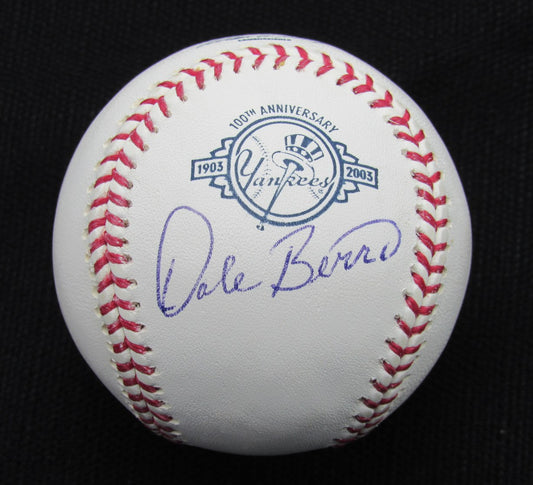 100TH ANNIVERSARY
1903 Yankees 2003
Dale Berra